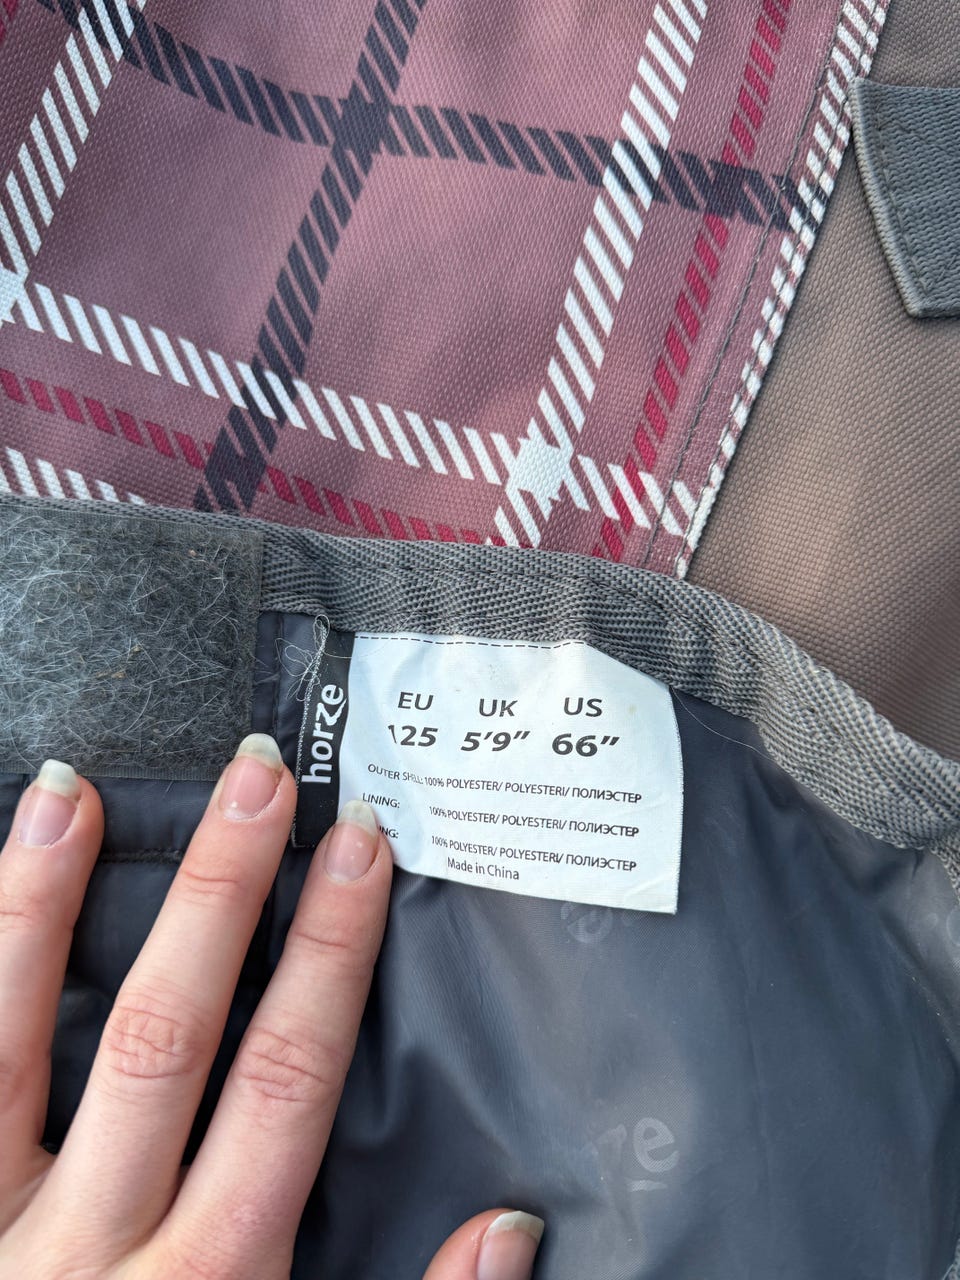 horze
EU UK US
125 5'9" 66"
OUTER SHELL: 100% POLYESTER/ POLYESTERI/ ПОЛИЭСТЕР
LINING: 100% POLYESTER/ POLYESTERI/ ПОЛИЭСТЕР
NG: 100% POLYESTER/ POLYESTERI/ ПОЛИЭСТЕР
Made in China